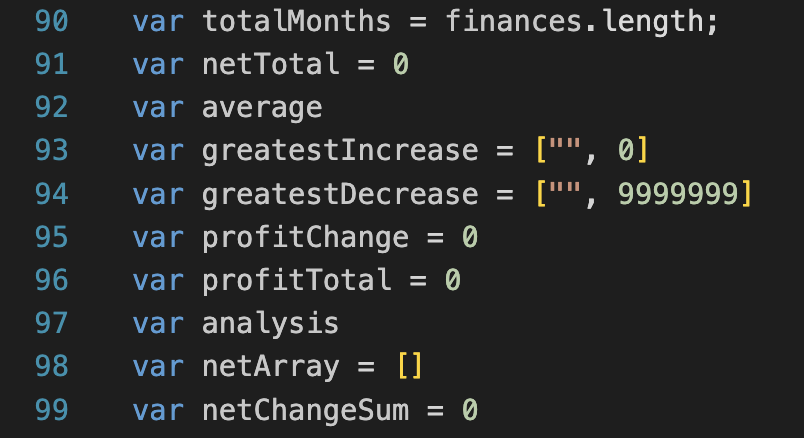 90 var totalMonths = finances.length;
91 var netTotal = 0
92 var average
93 var greatestIncrease = ["", 0]
94 var greatestDecrease = ["", 9999999]
95 var profitChange = 0
96 var profitTotal = 0
97 var analysis
98 var netArray = []
99 var netChangeSum = 0